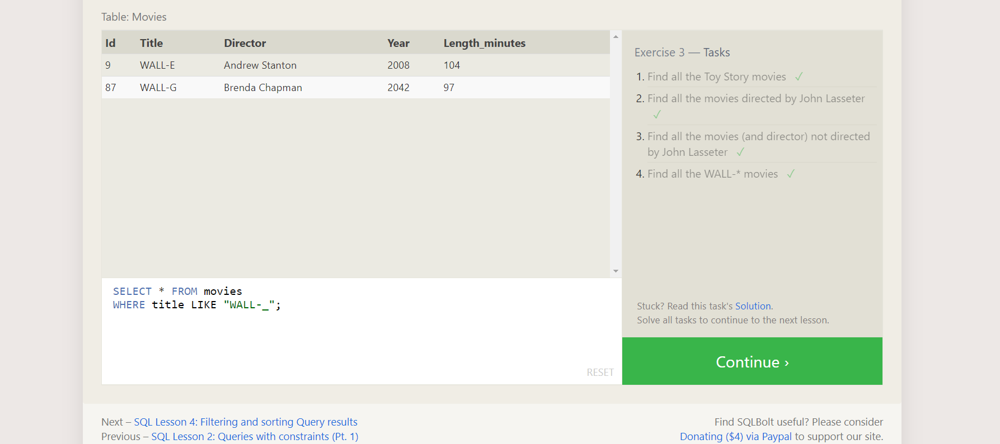 Table: Movies
Id Title Director Year Length_minutes
9 WALL-E Andrew Stanton 2008 104
87 WALL-G Brenda Chapman 2042 97
SELECT * FROM movies
WHERE title LIKE "WALL-_";
RESET
Exercise 3 — Tasks
1. Find all the Toy Story movies ✓
2. Find all the movies directed by John Lasseter
✓
3. Find all the movies (and director) not directed
by John Lasseter ✓
4. Find all the WALL-* movies ✓
Stuck? Read this task's Solution.
Solve all tasks to continue to the next lesson.
Continue ›
Next – SQL Lesson 4: Filtering and sorting Query results
Previous – SQL Lesson 2: Queries with constraints (Pt. 1)
Find SQLBolt useful? Please consider
Donating ($4) via Paypal to support our site.